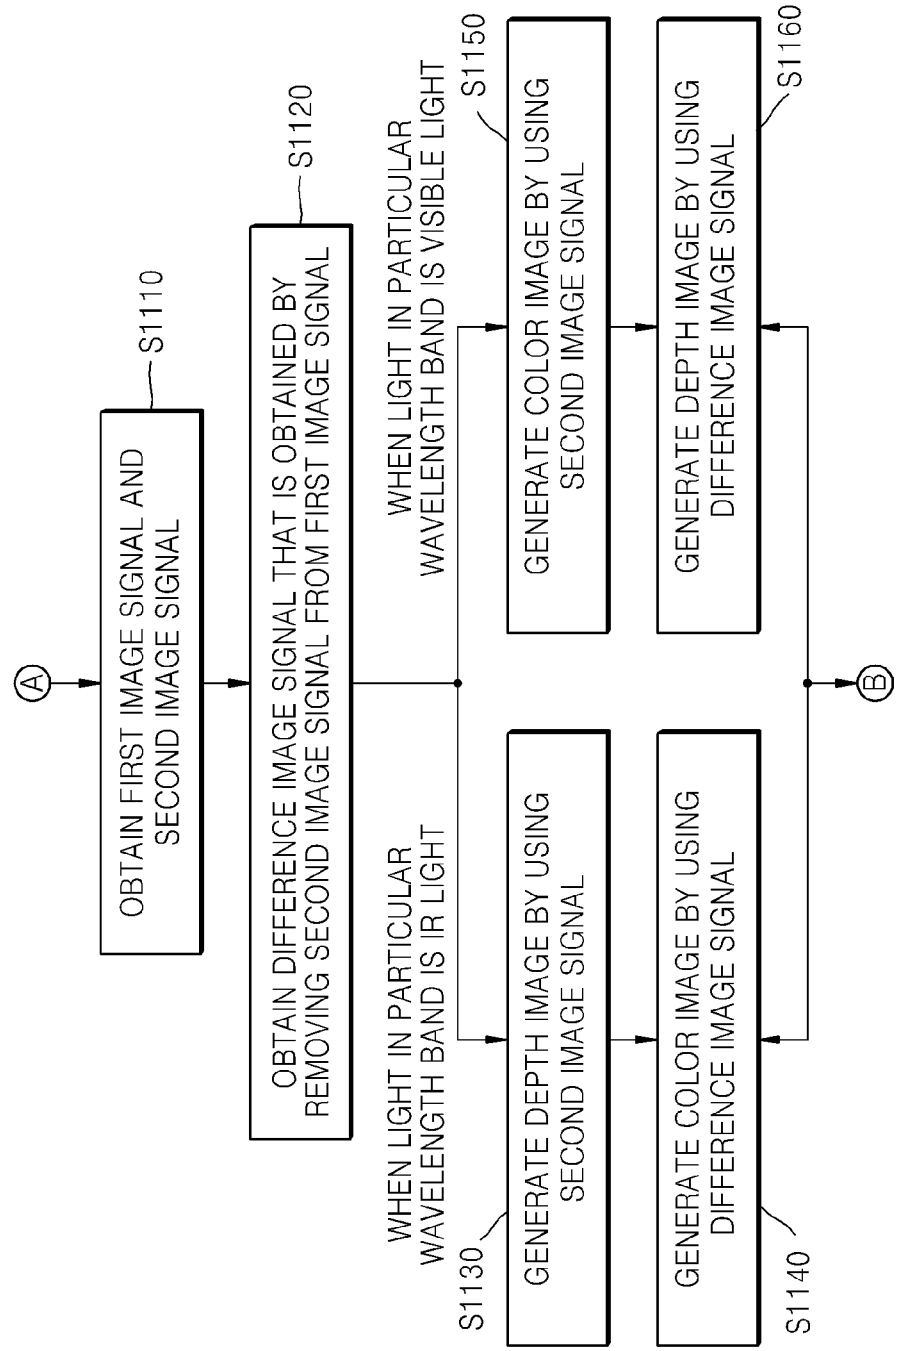 A
OBTAIN FIRST IMAGE SIGNAL AND
SECOND IMAGE SIGNAL
S1110
OBTAIN DIFFERENCE IMAGE SIGNAL THAT IS OBTAINED BY
REMOVING SECOND IMAGE SIGNAL FROM FIRST IMAGE SIGNAL
S1120
WHEN LIGHT IN PARTICULAR
WAVELENGTH BAND IS IR LIGHT
WHEN LIGHT IN PARTICULAR
WAVELENGTH BAND IS VISIBLE LIGHT
S1130
GENERATE DEPTH IMAGE BY USING
SECOND IMAGE SIGNAL
GENERATE COLOR IMAGE BY USING
SECOND IMAGE SIGNAL
S1150
GENERATE COLOR IMAGE BY USING
DIFFERENCE IMAGE SIGNAL
S1140
GENERATE DEPTH IMAGE BY USING
DIFFERENCE IMAGE SIGNAL
S1160
B